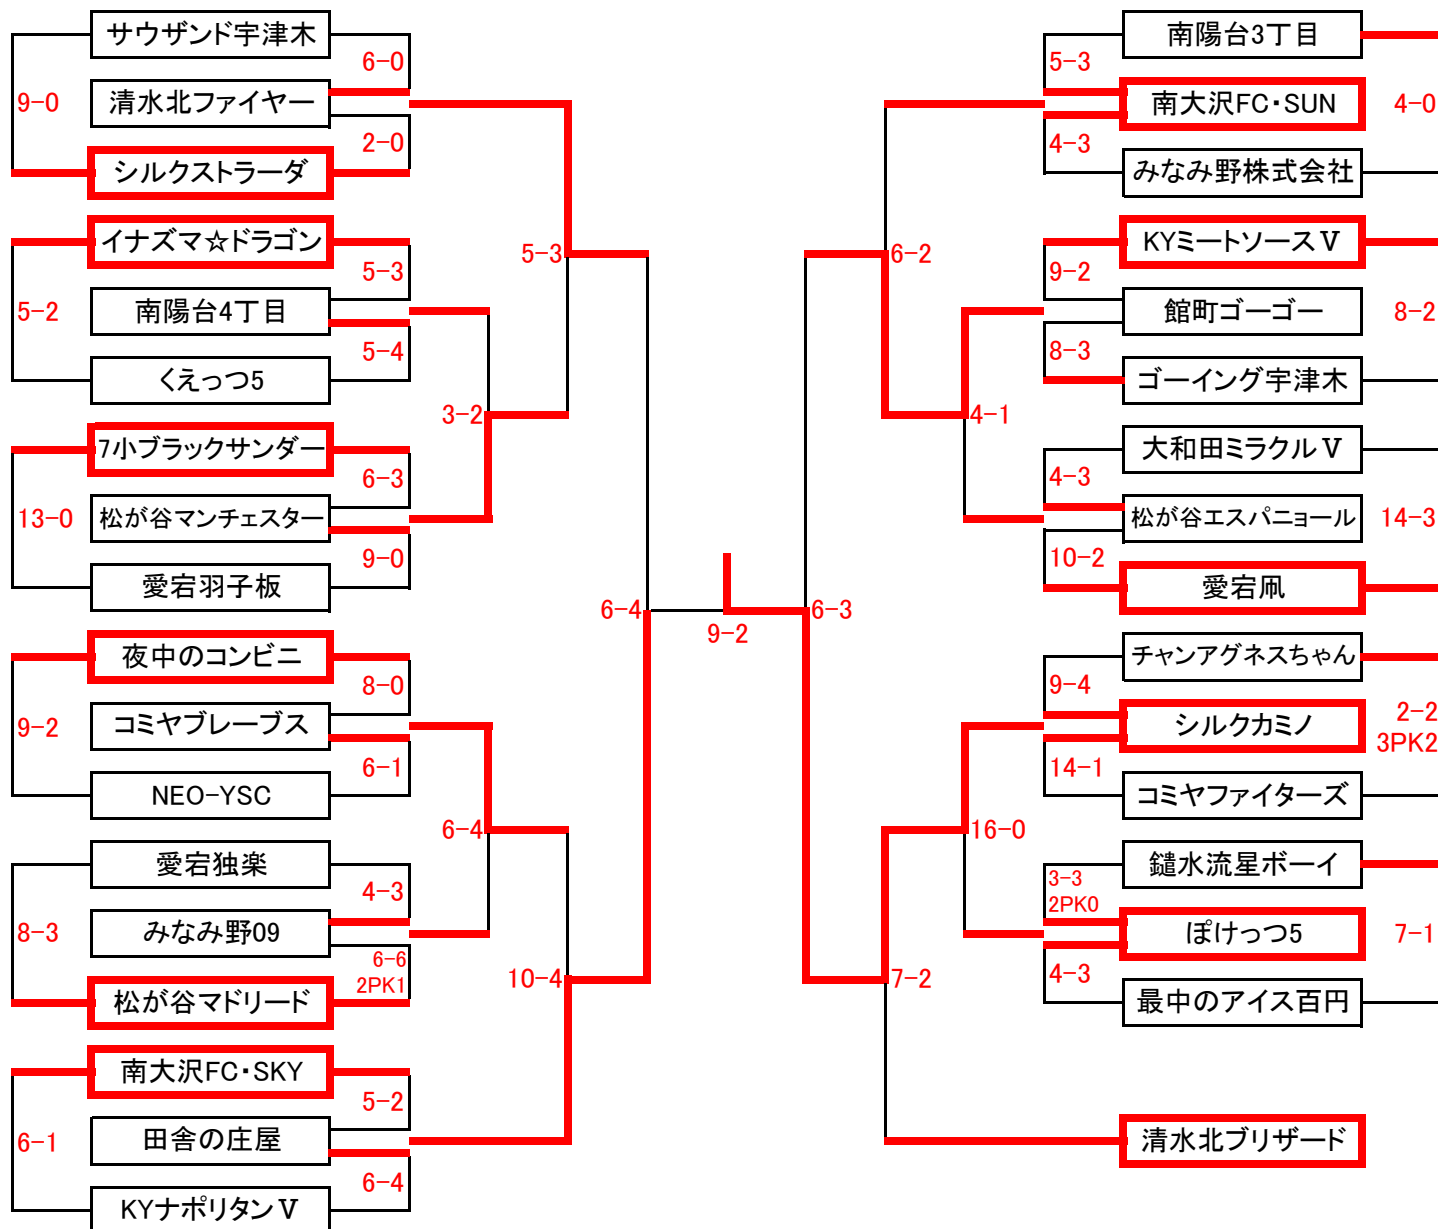 サウザンド宇津木
6-0
9-0
清水北ファイヤー
2-0
シルクストラーダ
イナズマ☆ドラゴン
5-3
5-2
南陽台4丁目
5-4
くえっつ5
7小ブラックサンダー
6-3
13-0
松が谷マンチェスター
9-0
愛宕羽子板
夜中のコンビニ
8-0
9-2
コミヤブレーブス
6-1
NEO-YSC
愛宕独楽
4-3
8-3
みなみ野09
6-6
2PK1
松が谷マドリード
南大沢FC・SKY
5-2
6-1
田舎の庄屋
6-4
KYナポリタンⅤ
5-3
3-2
6-4
10-4
6-4
9-2
6-3
6-2
4-1
16-0
7-2
南陽台3丁目
5-3
南大沢FC・SUN
4-0
4-3
みなみ野株式会社
KYミートソースⅤ
9-2
館町ゴーゴー
8-2
8-3
ゴーイング宇津木
大和田ミラクルⅤ
4-3
松が谷エスパニョール
14-3
10-2
愛宕凧
チャンアグネスちゃん
9-4
シルクカミノ
2-2
3PK2
14-1
コミヤファイターズ
鑓水流星ボーイ
3-3
2PK0
ぽけっつ5
7-1
4-3
最中のアイス百円
清水北ブリザード